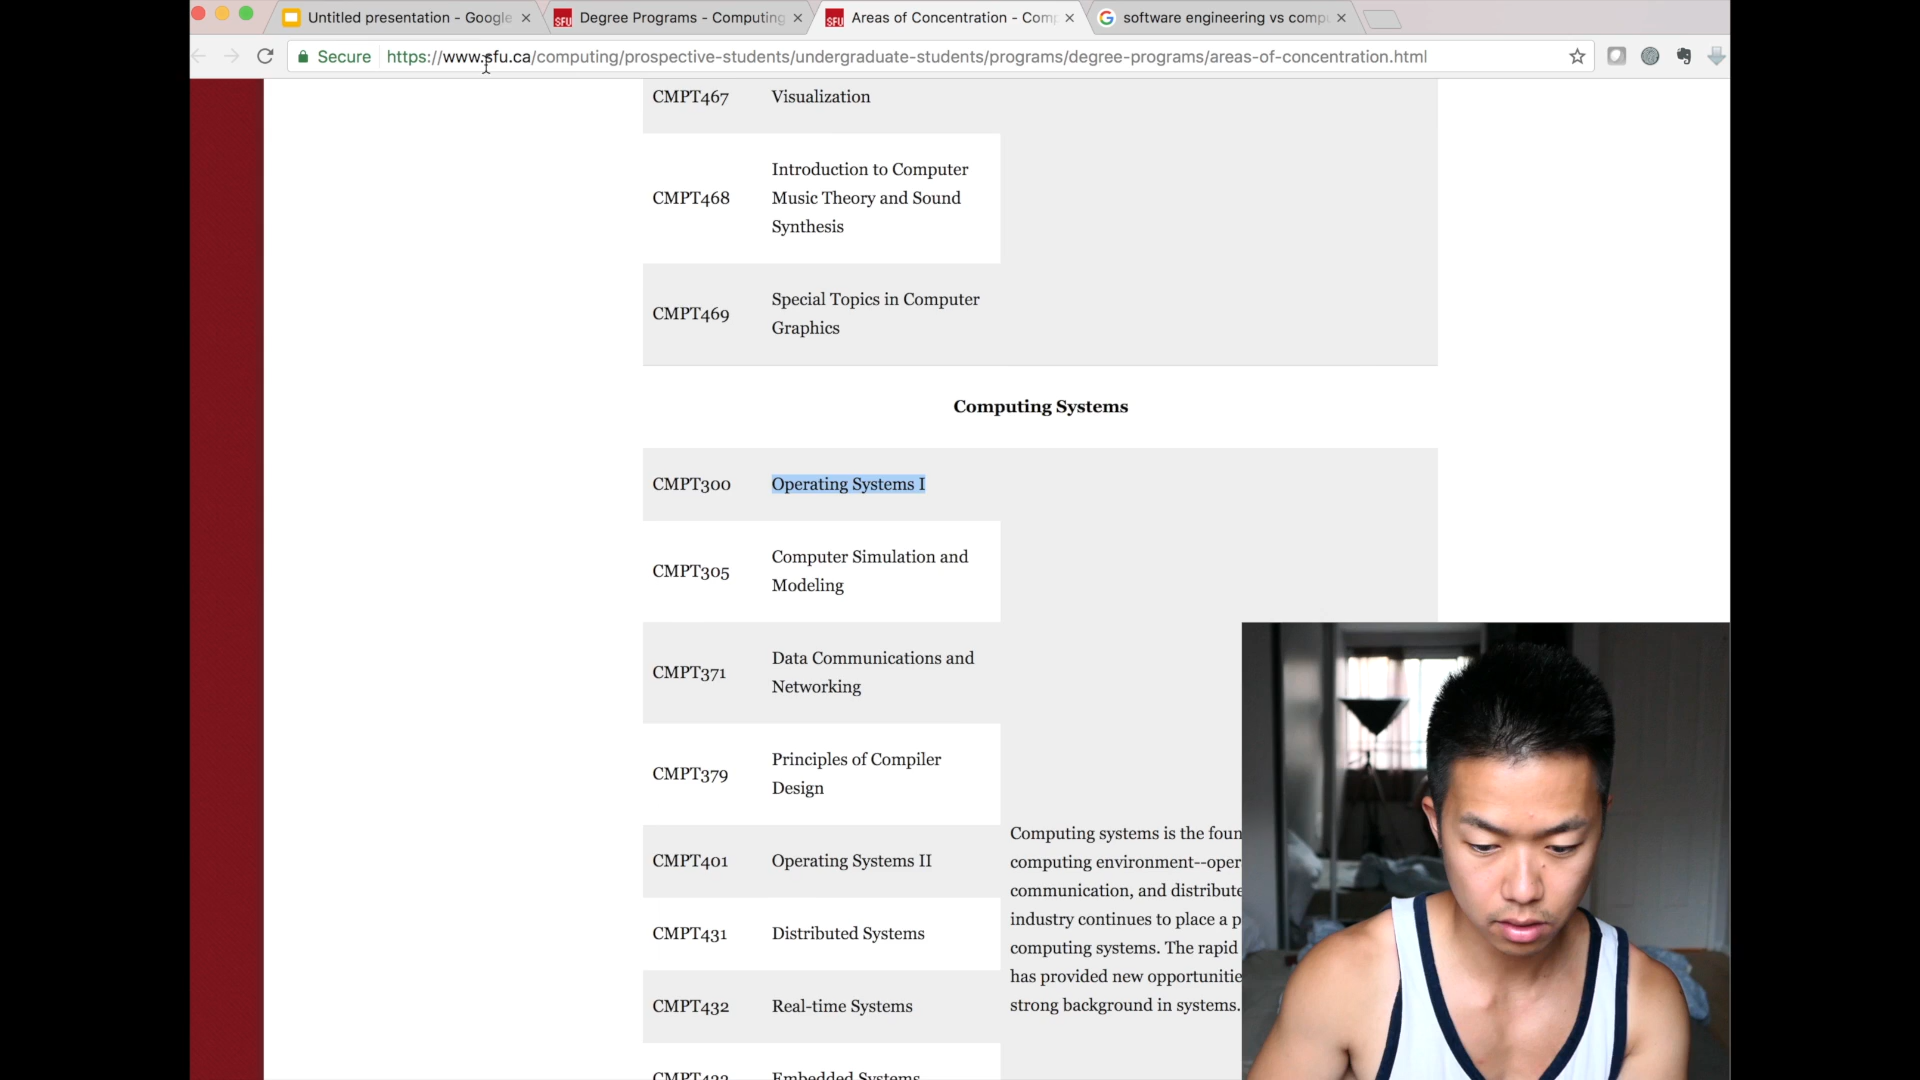 Untitled presentation - Google
SFU Degree Programs - Computing
SFU Areas of Concentration - Comp
software engineering vs compu
Secure https://www.sfu.ca/computing/prospective-students/undergraduate-students/programs/degree-programs/areas-of-concentration.html
CMPT467 Visualization
Introduction to Computer
CMPT468 Music Theory and Sound
Synthesis
Special Topics in Computer
CMPT469
Graphics
Computing Systems
CMPT300 Operating Systems I
Computer Simulation and
CMPT305
Modeling
Data Communications and
CMPT371
Networking
Principles of Compiler
CMPT379
Design
CMPT401 Operating Systems II
CMPT431 Distributed Systems
CMPT432 Real-time Systems
Embedded Systems
Computing systems is the foun
computing environment--oper
communication, and distribute
industry continues to place a p
computing systems. The rapid
has provided new opportunitie
strong background in systems.